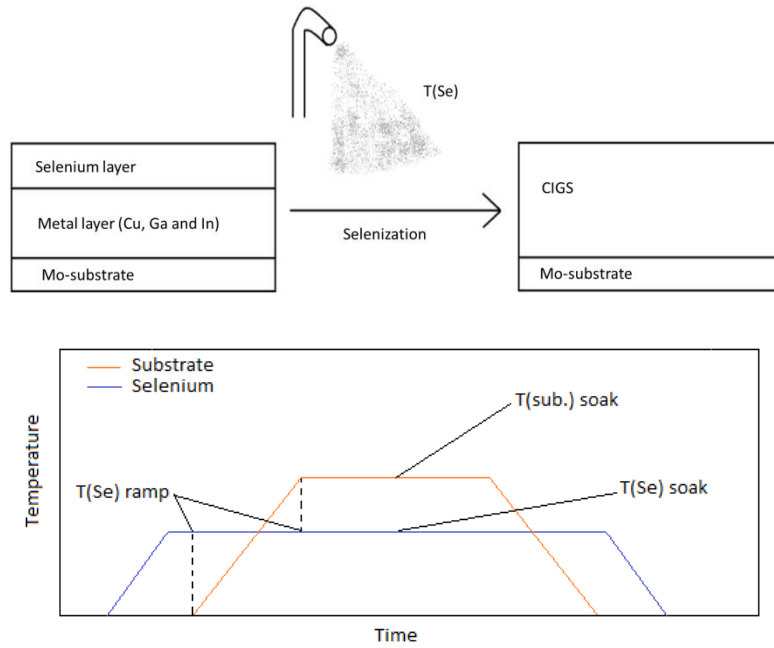 T(Se)
Selenium layer
Metal layer (Cu, Ga and In)
Mo-substrate
Selenization
CIGS
Mo-substrate
Substrate
Selenium
T(sub.) soak
T(Se) ramp
T(Se) soak
Temperature
Time